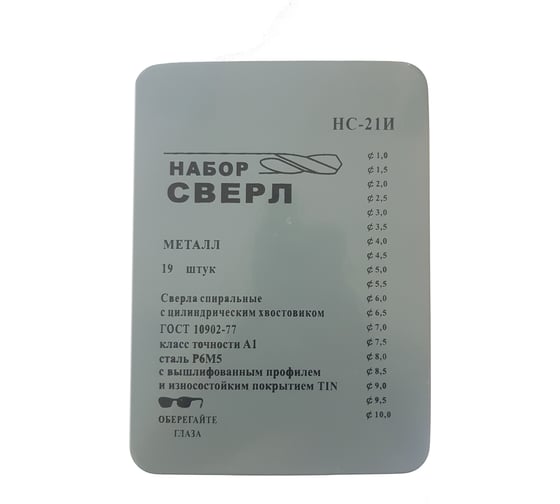 НС-21И
НАБОР
СВЕРЛ
МЕТАЛЛ
19 штук
Сверла спиральные
с цилиндрическим хвостовиком
ГОСТ 10902-77
класс точности А1
сталь Р6М5
с вышлифованным профилем
и износостойким покрытием TIN
ОБЕРЕГАЙТЕ
ГЛАЗА
¢ 1,0
¢ 1,5
¢ 2,0
¢ 2,5
¢ 3,0
¢ 3,5
¢ 4,0
¢ 4,5
¢ 5,0
¢ 5,5
¢ 6,0
¢ 6,5
¢ 7,0
¢ 7,5
¢ 8,0
¢ 8,5
¢ 9,0
¢ 9,5
¢ 10,0